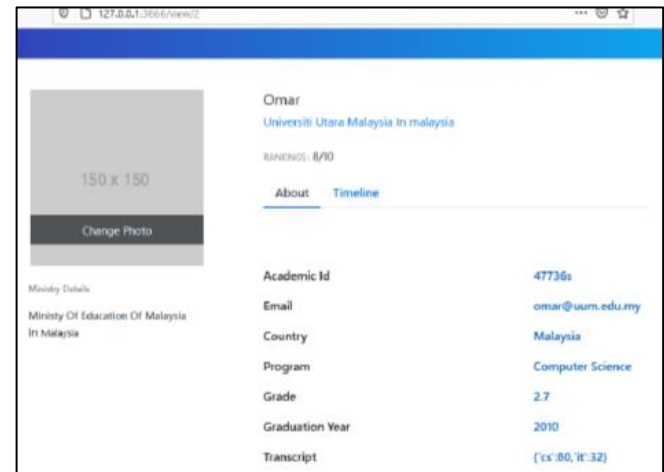 127.0.0.1:3666/view/2
Omar
Universiti Utara Malaysia In malaysia
RANKINGS: 8/10
150 x 150
About Timeline
Change Photo
Academic Id 47736s
Ministry Details
Email omar@uum.edu.my
Ministy Of Education Of Malaysia
In Malaysia
Country Malaysia
Program Computer Science
Grade 2.7
Graduation Year 2010
Transcript {'cs':80,'it':32}